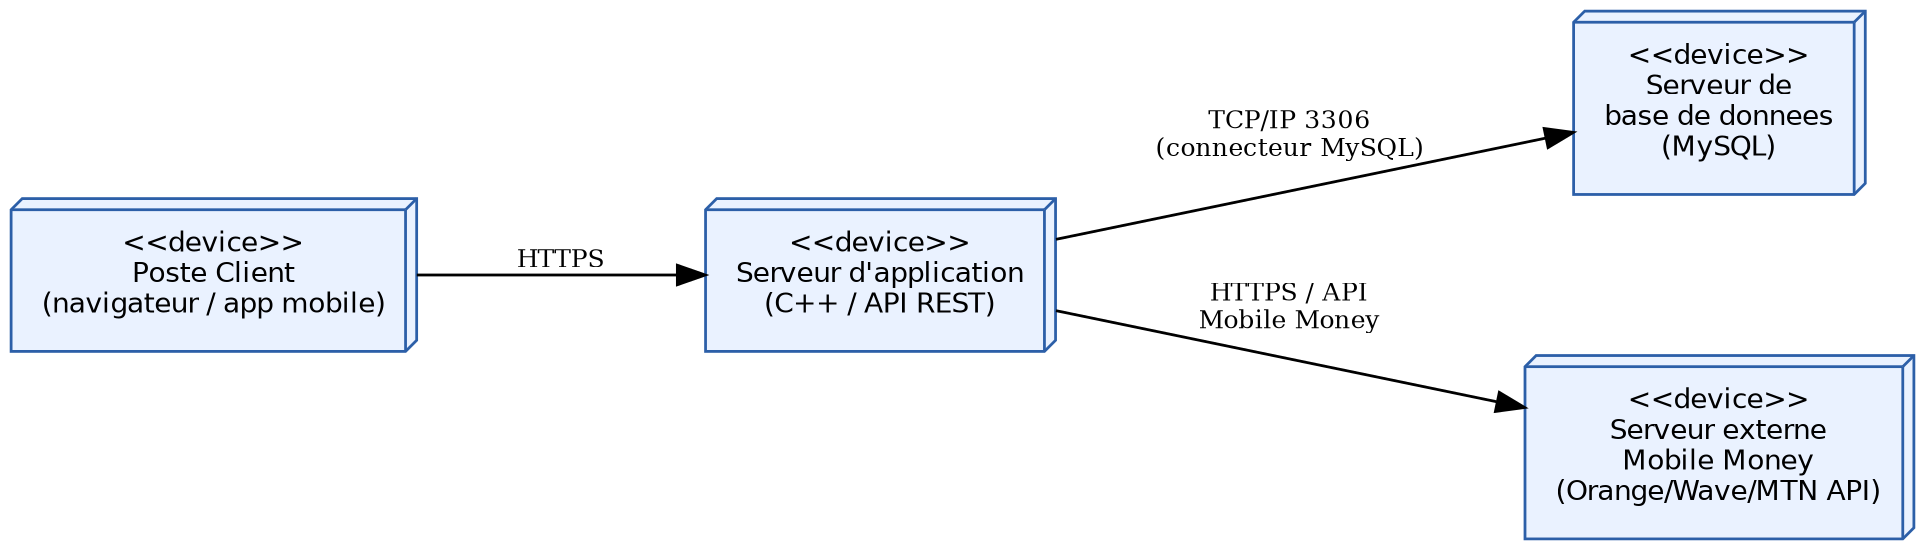 <<device>>
Poste Client
(navigateur / app mobile)
HTTPS
<<device>>
Serveur d'application
(C++ / API REST)
TCP/IP 3306
(connecteur MySQL)
<<device>>
Serveur de
base de donnees
(MySQL)
HTTPS / API
Mobile Money
<<device>>
Serveur externe
Mobile Money
(Orange/Wave/MTN API)